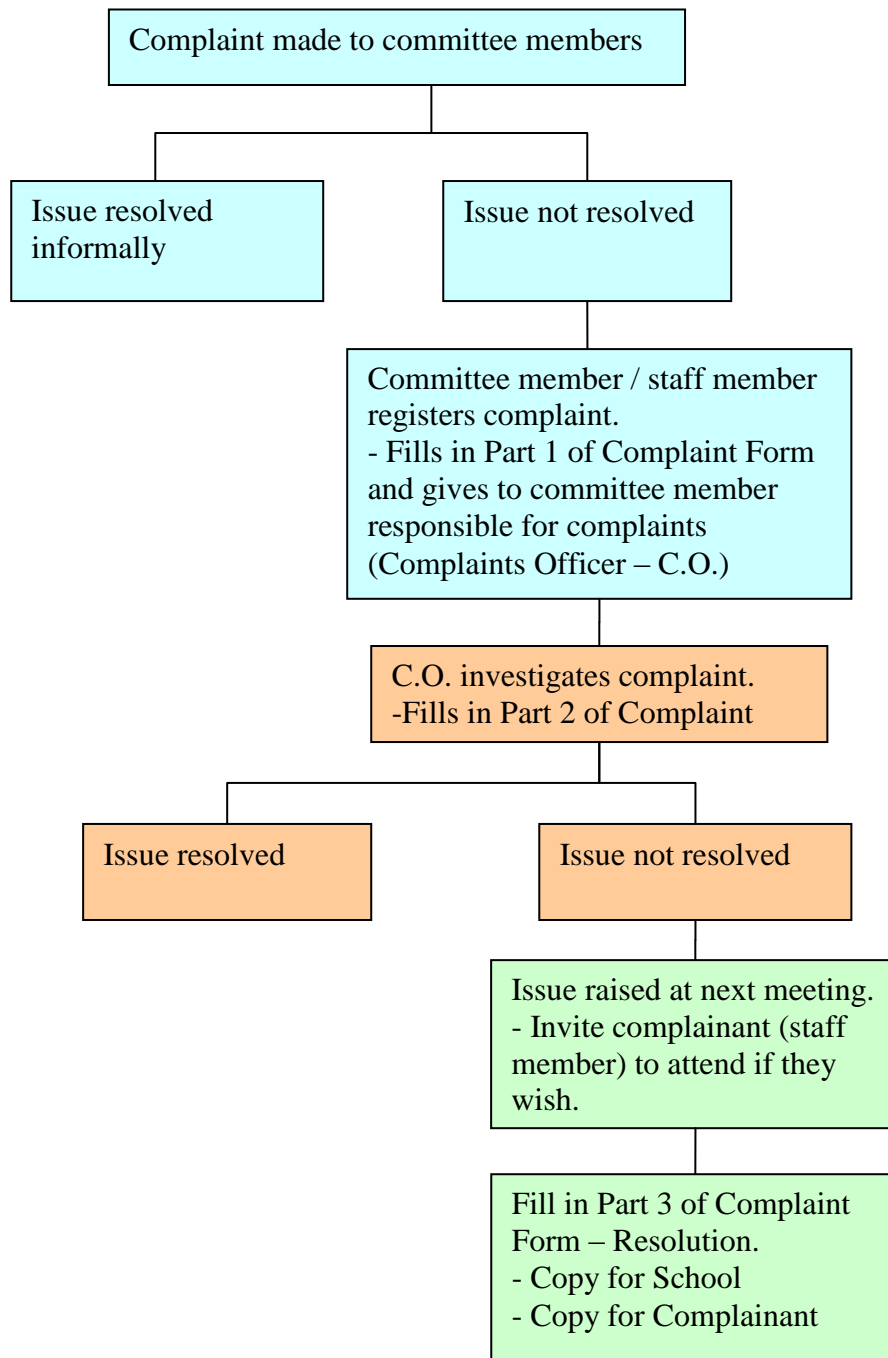 Complaint made to committee members
Issue resolved
informally
Issue not resolved
Committee member / staff member
registers complaint.
- Fills in Part 1 of Complaint Form
and gives to committee member
responsible for complaints
(Complaints Officer – C.O.)
C.O. investigates complaint.
-Fills in Part 2 of Complaint
Issue resolved
Issue not resolved
Issue raised at next meeting.
- Invite complainant (staff
member) to attend if they
wish.
Fill in Part 3 of Complaint
Form – Resolution.
- Copy for School
- Copy for Complainant